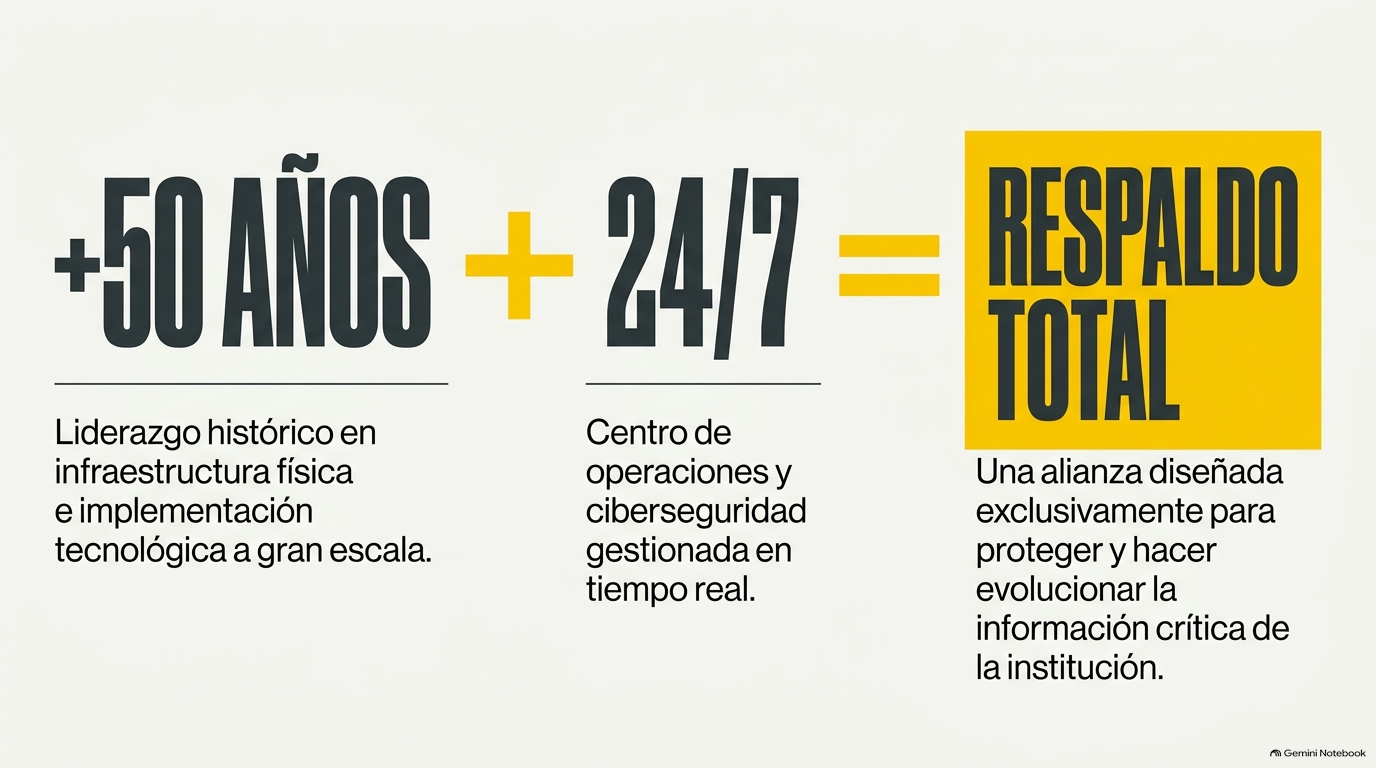 +50 AÑOS
Liderazgo histórico en
infraestructura física
e implementación
tecnológica a gran escala.
+
24/7
Centro de
operaciones y
ciberseguridad
gestionada en
tiempo real.
=
RESPALDO
TOTAL
Una alianza diseñada
exclusivamente para
proteger y hacer
evolucionar la
información crítica de
la institución.
Gemini Notebook